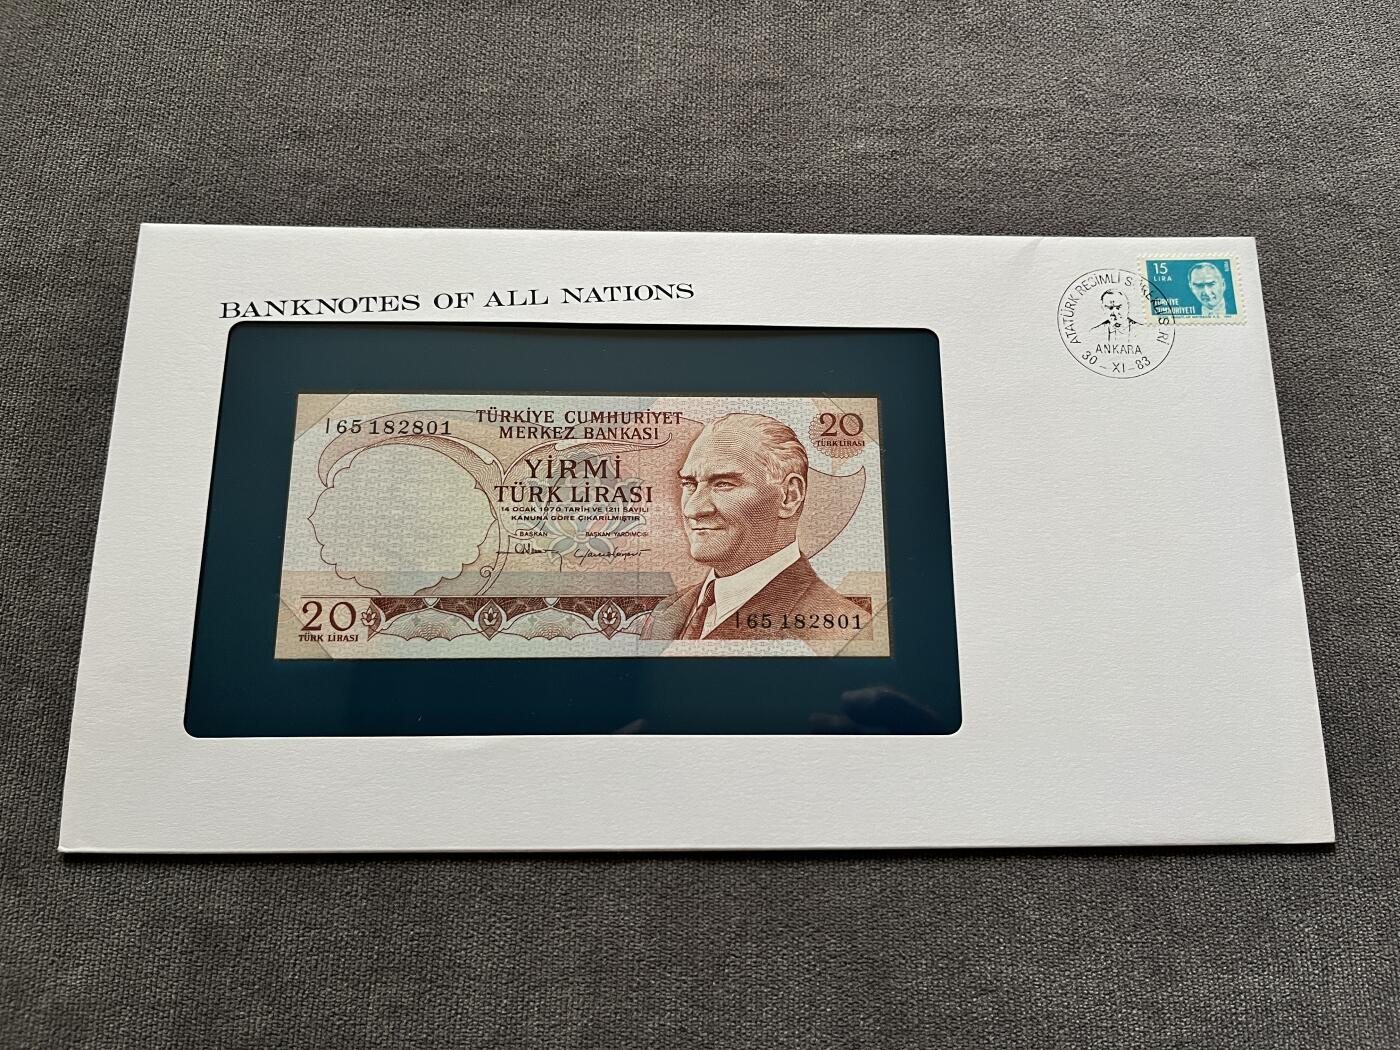 BANKNOTES OF ALL NATIONS
15
LIRA
TÜRKİYE
CUMHURİYETİ
ATATÜRK RESİMLİ
ANKARA
30-XI-83
I65 182801
TÜRKİYE CUMHURİYET
MERKEZ BANKASI
20
TÜRK LİRASI
YİRMİ
TÜRK LİRASI
14 OCAK 1970 TARİH VE 1211 SAYILI
KANUNA GÖRE ÇIKARILMIŞTIR
BAŞKAN
BAŞKAN YARDIMCISI
20
TÜRK LİRASI
I65 182801